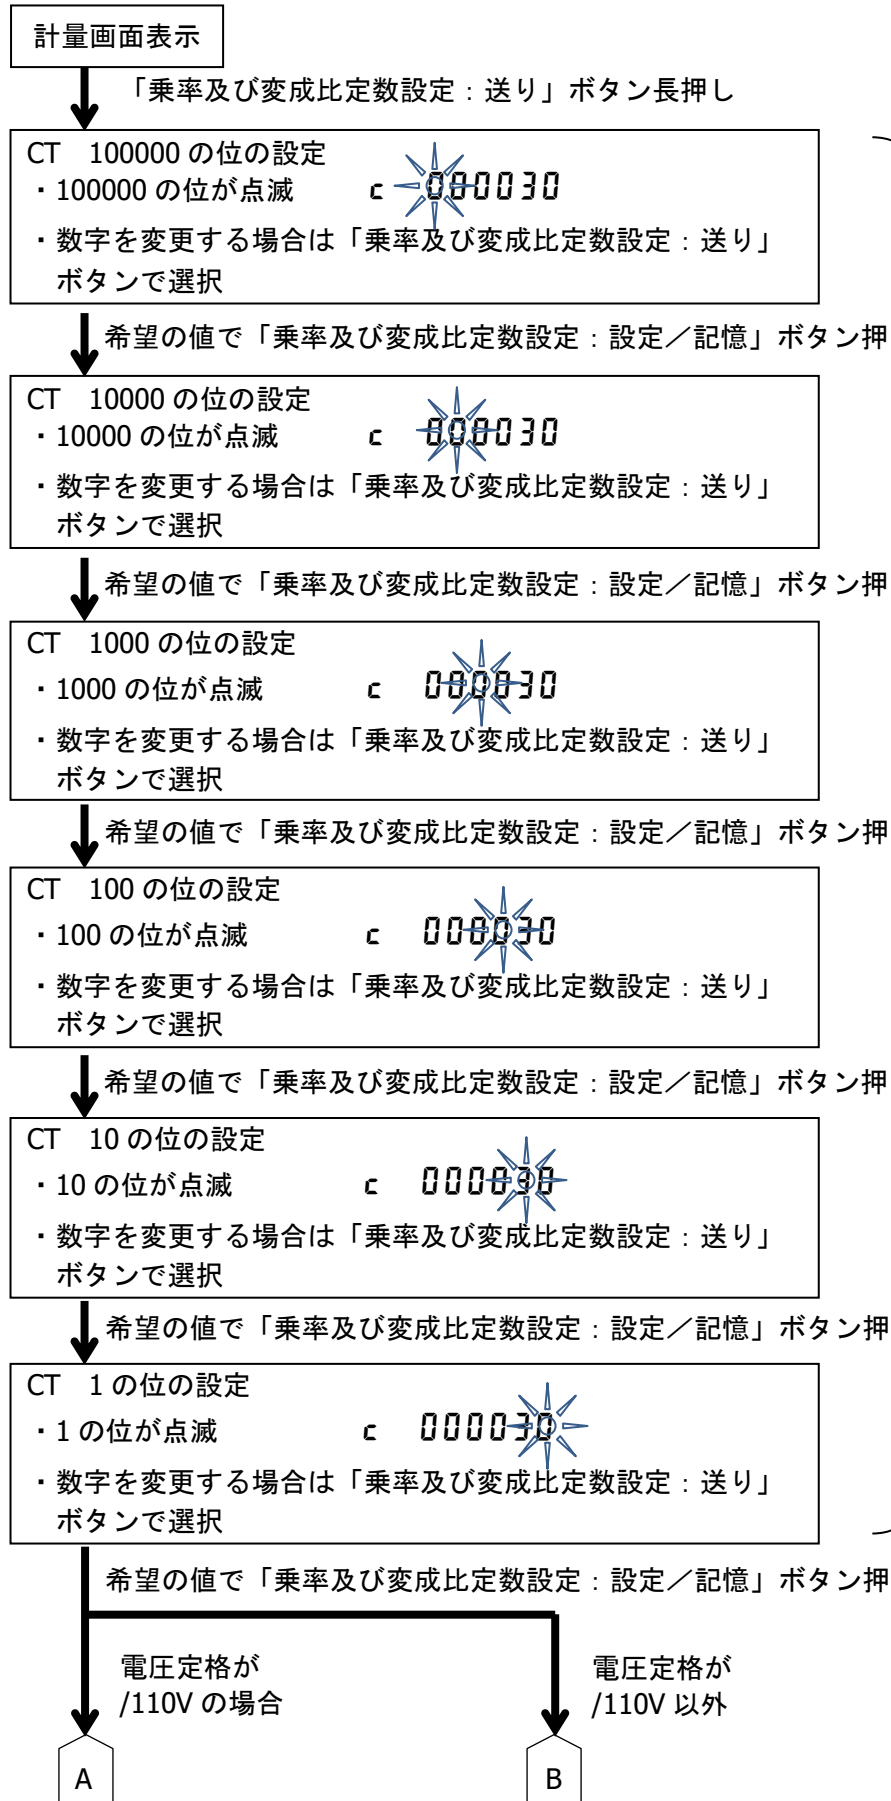 計量画面表示
「乗率及び変成比定数設定：送り」ボタン長押し
CT　100000 の位の設定
・100000 の位が点滅　c　000030
・数字を変更する場合は「乗率及び変成比定数設定：送り」
ボタンで選択
希望の値で「乗率及び変成比定数設定：設定／記憶」ボタン押
CT　10000 の位の設定
・10000 の位が点滅　c　000030
・数字を変更する場合は「乗率及び変成比定数設定：送り」
ボタンで選択
希望の値で「乗率及び変成比定数設定：設定／記憶」ボタン押
CT　1000 の位の設定
・1000 の位が点滅　c　000030
・数字を変更する場合は「乗率及び変成比定数設定：送り」
ボタンで選択
希望の値で「乗率及び変成比定数設定：設定／記憶」ボタン押
CT　100 の位の設定
・100 の位が点滅　c　000030
・数字を変更する場合は「乗率及び変成比定数設定：送り」
ボタンで選択
希望の値で「乗率及び変成比定数設定：設定／記憶」ボタン押
CT　10 の位の設定
・10 の位が点滅　c　000030
・数字を変更する場合は「乗率及び変成比定数設定：送り」
ボタンで選択
希望の値で「乗率及び変成比定数設定：設定／記憶」ボタン押
CT　1 の位の設定
・1 の位が点滅　c　000030
・数字を変更する場合は「乗率及び変成比定数設定：送り」
ボタンで選択
希望の値で「乗率及び変成比定数設定：設定／記憶」ボタン押
電圧定格が
/110V の場合
電圧定格が
/110V 以外
A
B